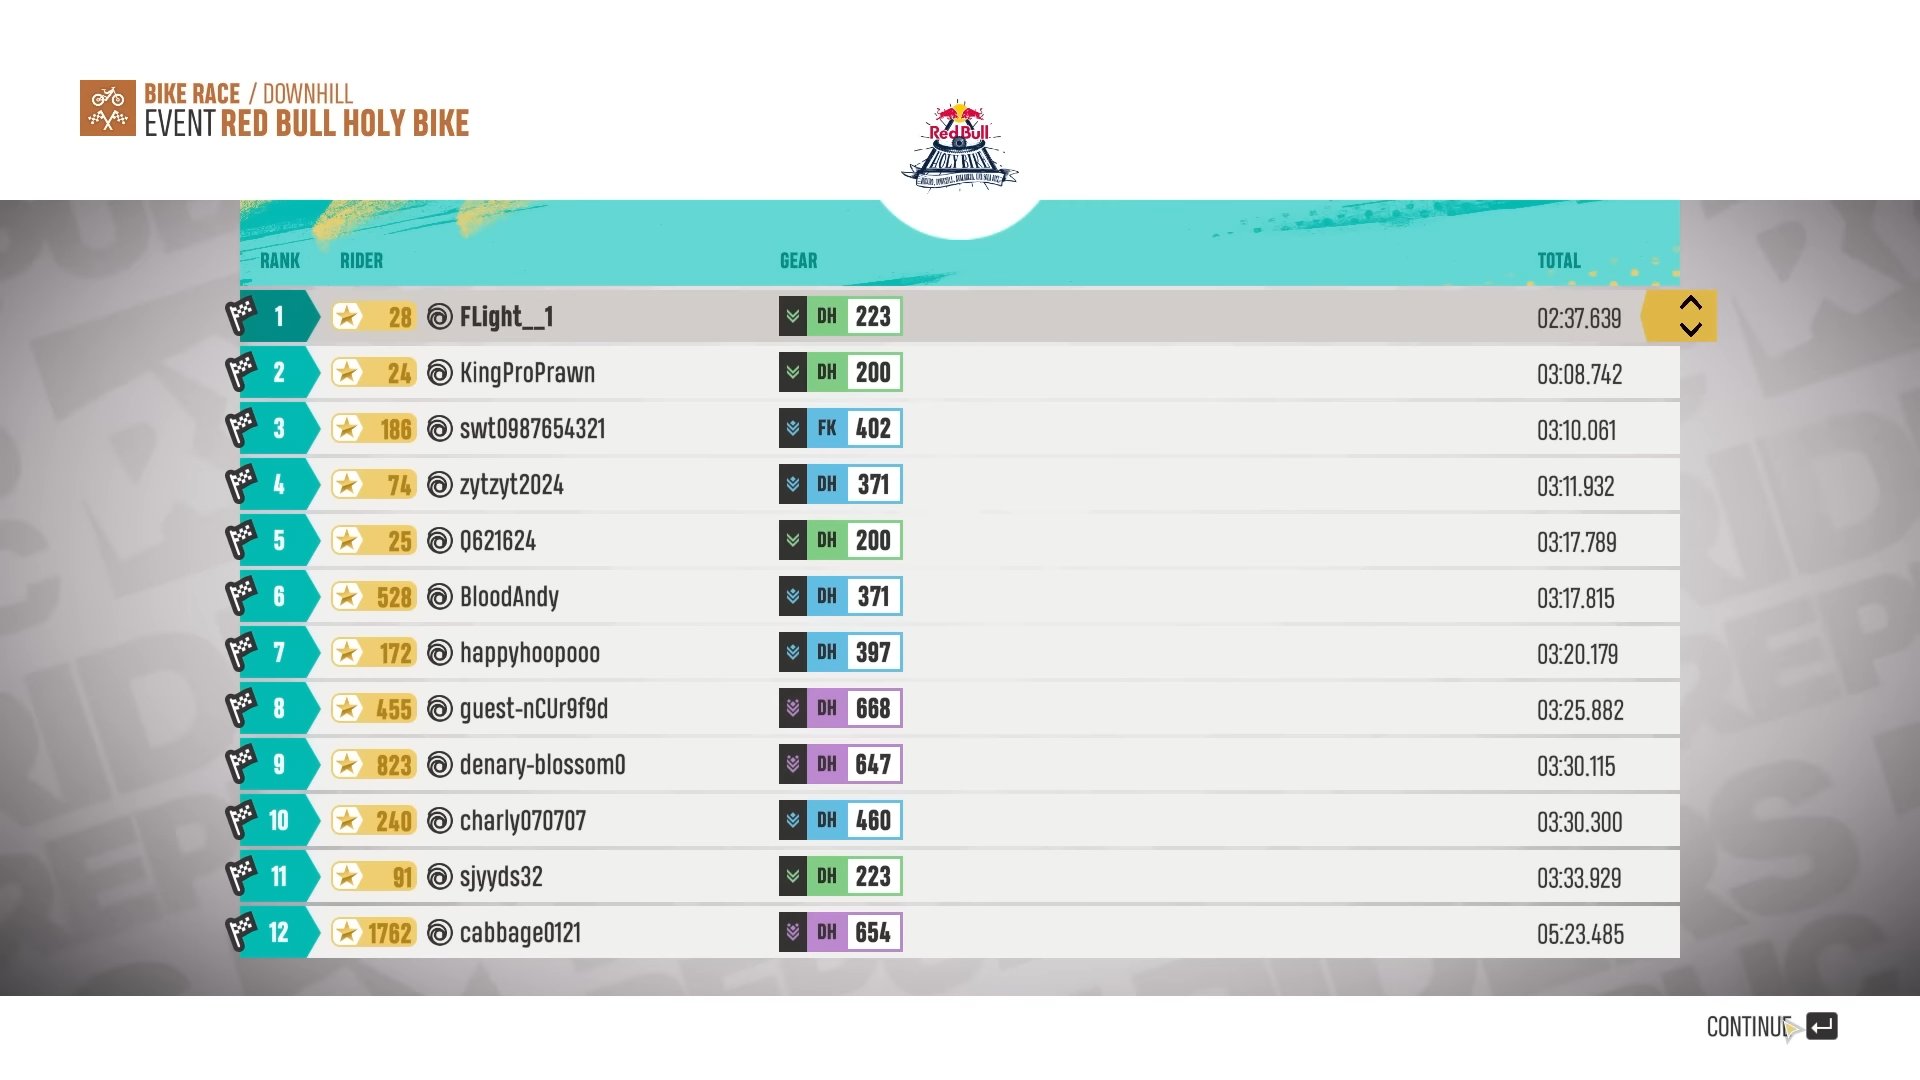 BIKE RACE / DOWNHILL
EVENT RED BULL HOLY BIKE
Red Bull
HOLY BIKE
RANK RIDER GEAR TOTAL
1 28 FLight__1 DH 223 02:37.639
2 24 KingProPrawn DH 200 03:08.742
3 186 swt0987654321 FK 402 03:10.061
4 74 zytzyt2024 DH 371 03:11.932
5 25 Q621624 DH 200 03:17.789
6 528 BloodAndy DH 371 03:17.815
7 172 happyhoopooo DH 397 03:20.179
8 455 guest-nCUr9f9d DH 668 03:25.882
9 823 denary-blossom0 DH 647 03:30.115
10 240 charly070707 DH 460 03:30.300
11 91 sjyyds32 DH 223 03:33.929
12 1762 cabbage0121 DH 654 05:23.485
CONTINUE